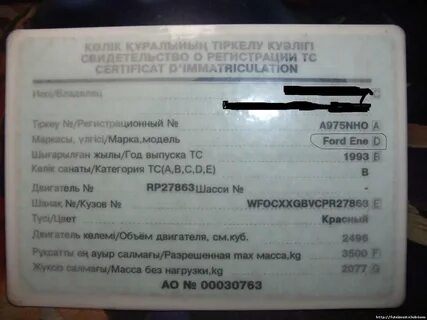 КӨЛІК ҚҰРАЛЫНЫҢ ТІРКЕЛУ КУӘЛІГІ
СВИДЕТЕЛЬСТВО О РЕГИСТРАЦИИ ТС
CERTIFICAT D'IMMATRICULATION
Иесі/Владелец C
Тіркеу №/Регистрационный № A975NHO A
Маркасы, үлгісі/Марка,модель Ford Ene D
Шығарылған жылы/Год выпуска ТС 1993 B
Көлік санаты/Категория ТС(A,B,C,D,E) B
Двигатель № RP27863 Шасси № -
Шанақ №/Кузов № WFOCXXGBVCPR27863 E
Түсі/Цвет Красный
Двигатель көлемі/Объём двигателя, см.куб. 2496
Рұқсатты ең ауыр салмағы/Разрешенная max масса,kg 3500 F
Жүксіз салмағы/Масса без нагрузки,kg 2077 G
АО № 00030763